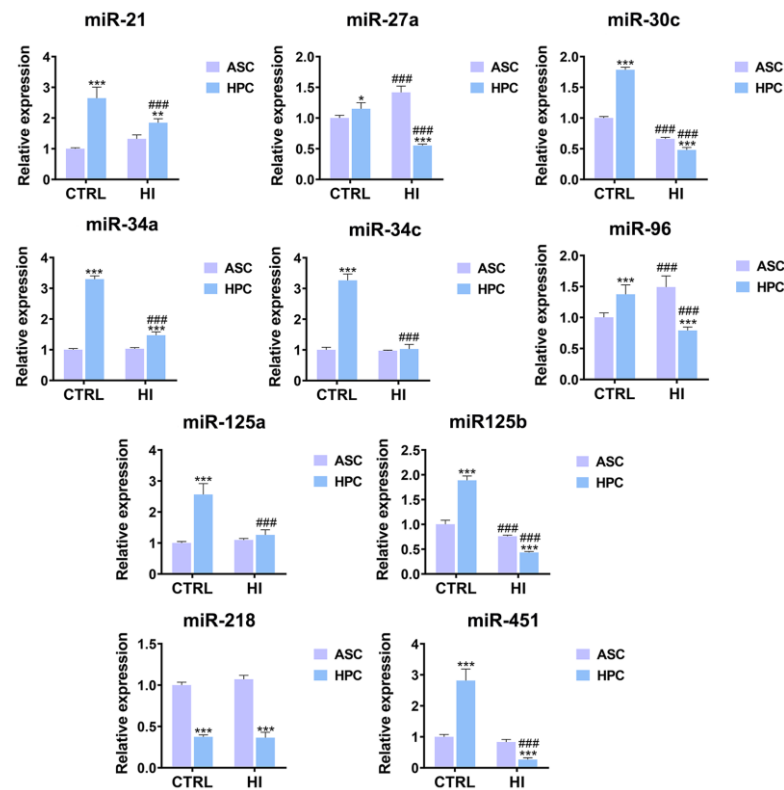 miR-21
Relative expression
4
3
2
1
0
***
###
**
CTRL
HI
ASC
HPC
miR-27a
Relative expression
2.0
1.5
1.0
0.5
0.0
*
###
###
***
CTRL
HI
ASC
HPC
miR-30c
Relative expression
2.0
1.5
1.0
0.5
0.0
***
###
###
***
CTRL
HI
ASC
HPC
miR-34a
Relative expression
4
3
2
1
0
***
###
***
CTRL
HI
ASC
HPC
miR-34c
Relative expression
4
3
2
1
0
***
###
CTRL
HI
ASC
HPC
miR-96
Relative expression
2.0
1.5
1.0
0.5
0.0
***
###
###
***
CTRL
HI
ASC
HPC
miR-125a
Relative expression
4
3
2
1
0
***
###
CTRL
HI
ASC
HPC
miR125b
Relative expression
2.5
2.0
1.5
1.0
0.5
0.0
***
###
###
***
CTRL
HI
ASC
HPC
miR-218
Relative expression
1.5
1.0
0.5
0.0
***
***
CTRL
HI
ASC
HPC
miR-451
Relative expression
4
3
2
1
0
***
###
***
CTRL
HI
ASC
HPC